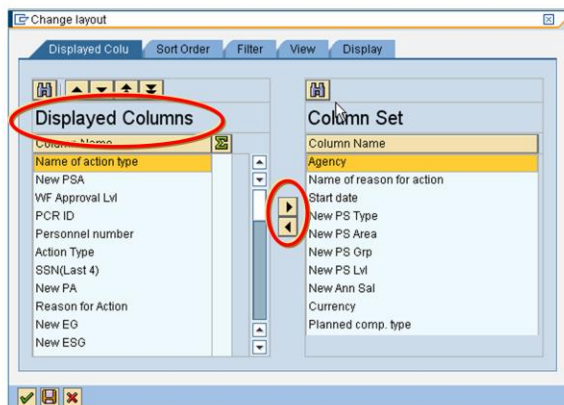 Change layout
Displayed Colu Sort Order Filter View Display
Displayed Columns
Column Name
Name of action type
New PSA
WF Approval Lvl
PCR ID
Personnel number
Action Type
SSN(Last 4)
New PA
Reason for Action
New EG
New ESG
Column Set
Column Name
Agency
Name of reason for action
Start date
New PS Type
New PS Area
New PS Grp
New PS Lvl
New Ann Sal
Currency
Planned comp. type